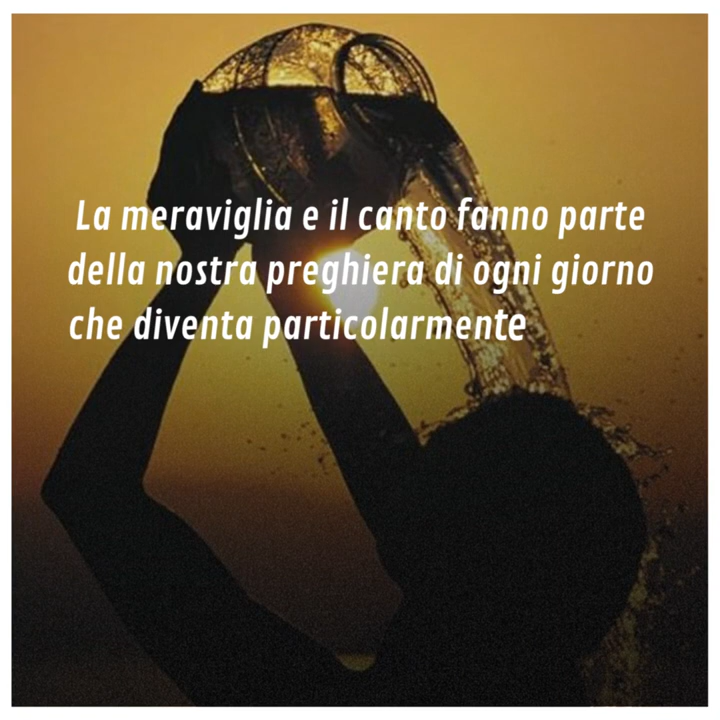 La meraviglia e il canto fanno parte
della nostra preghiera di ogni giorno
che diventa particolarmente